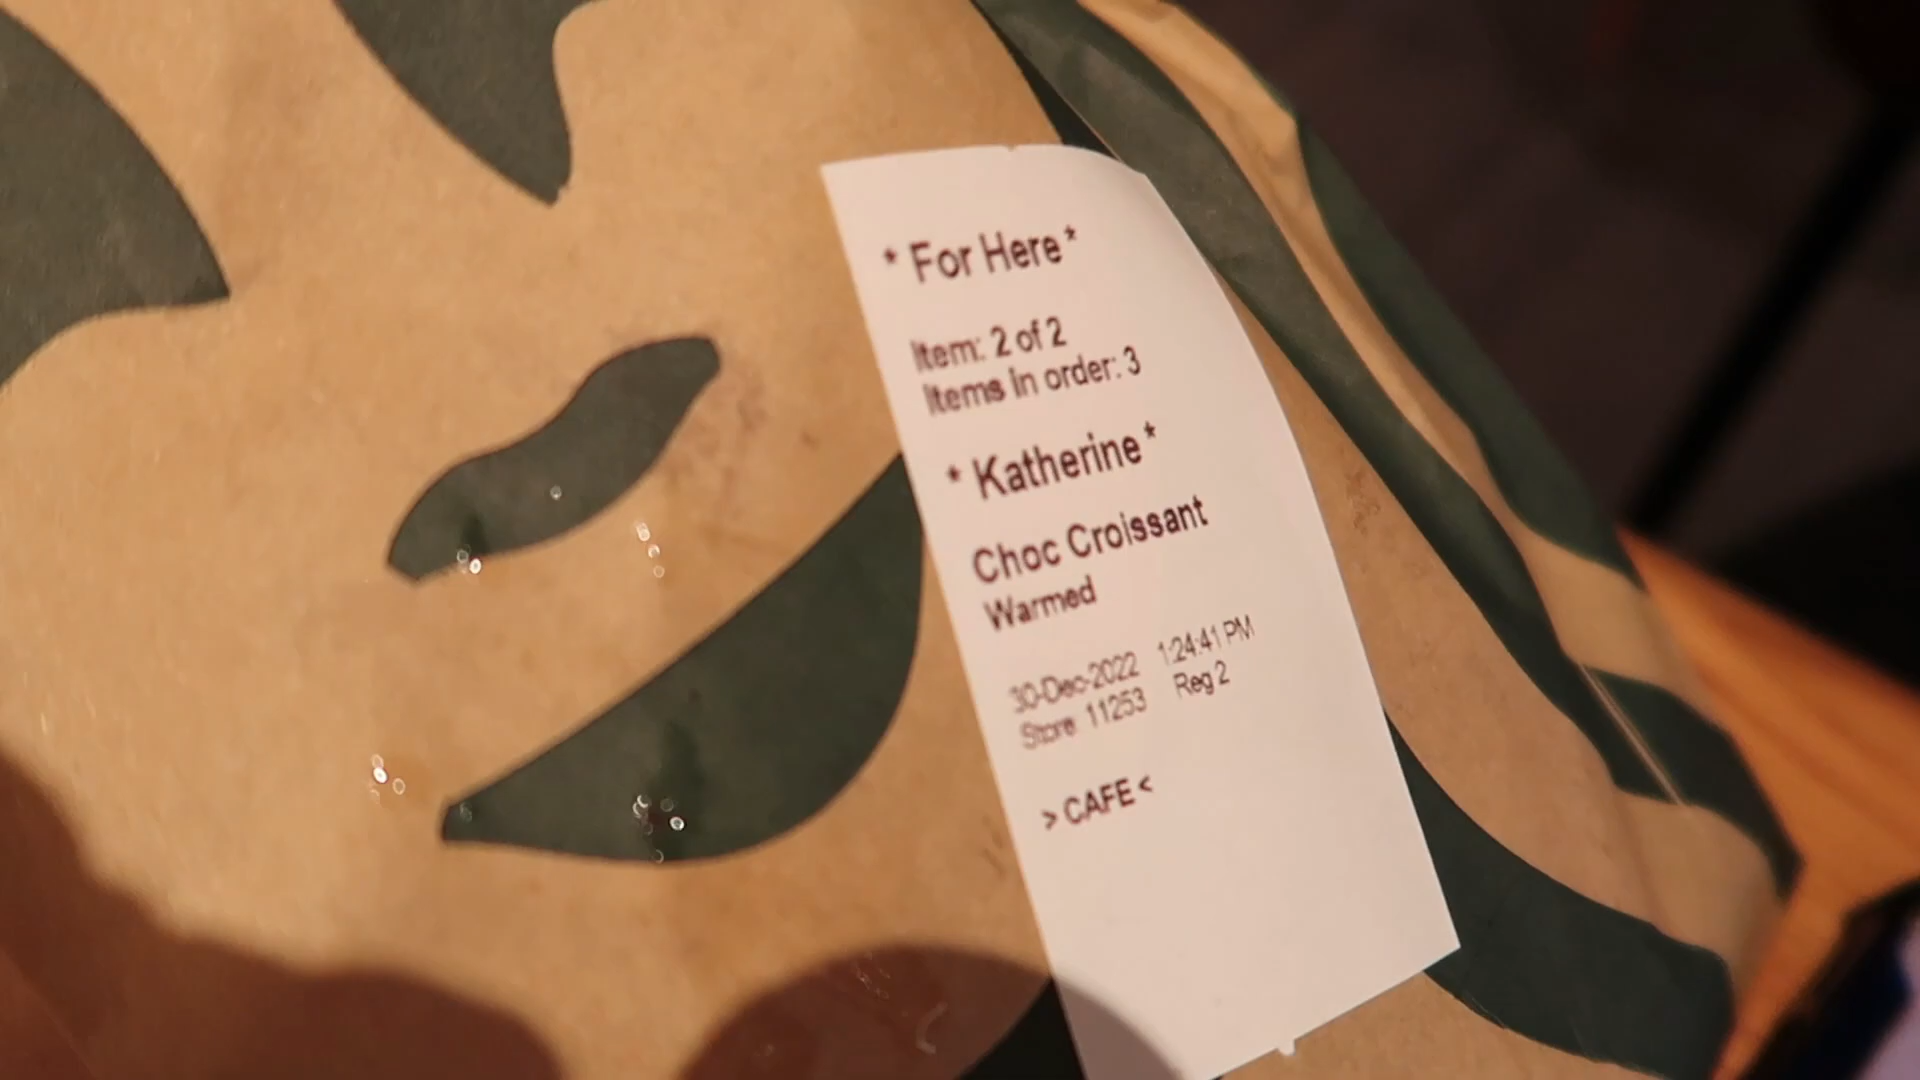 * For Here *
Item: 2 of 2
Items in order: 3
* Katherine *
Choc Croissant
Warmed
30-Dec-2022 1:24:41 PM
Store: 11253 Reg 2
> CAFE <